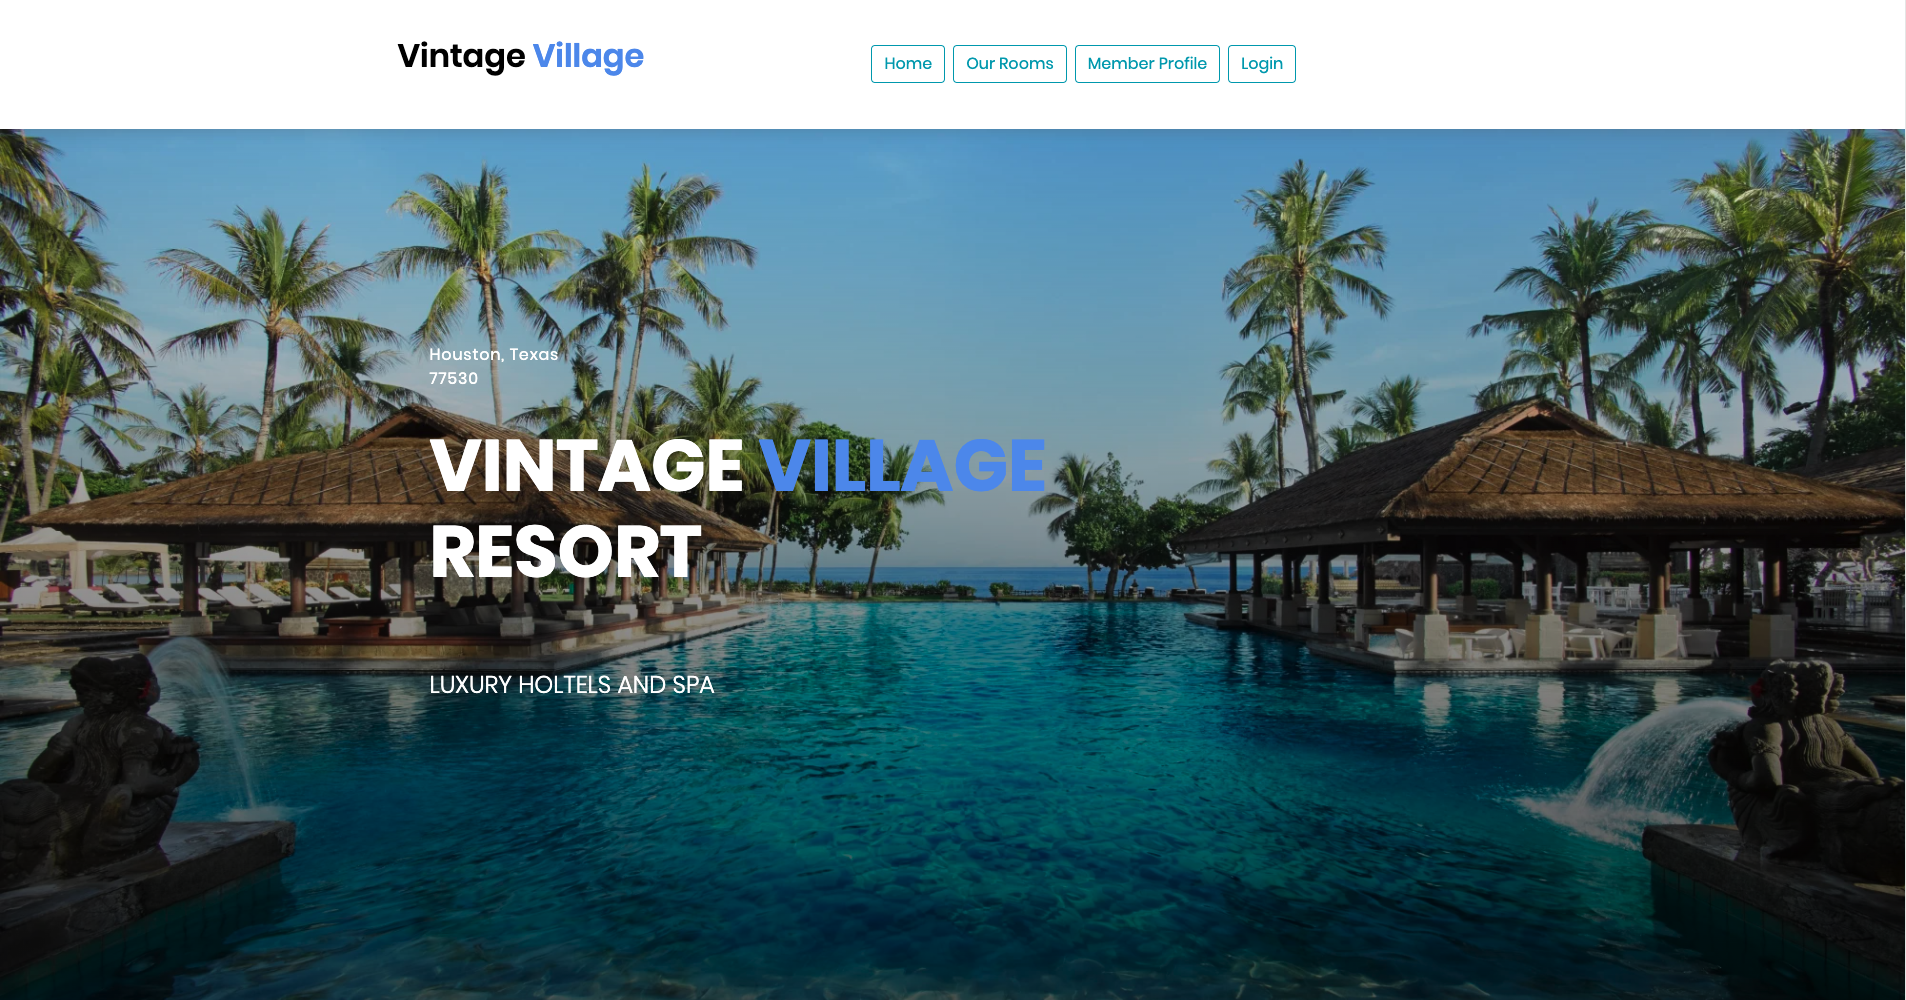 Vintage Village
Home
Our Rooms
Member Profile
Login
Houston, Texas
77530
VINTAGE VILLAGE
RESORT
LUXURY HOLTELS AND SPA